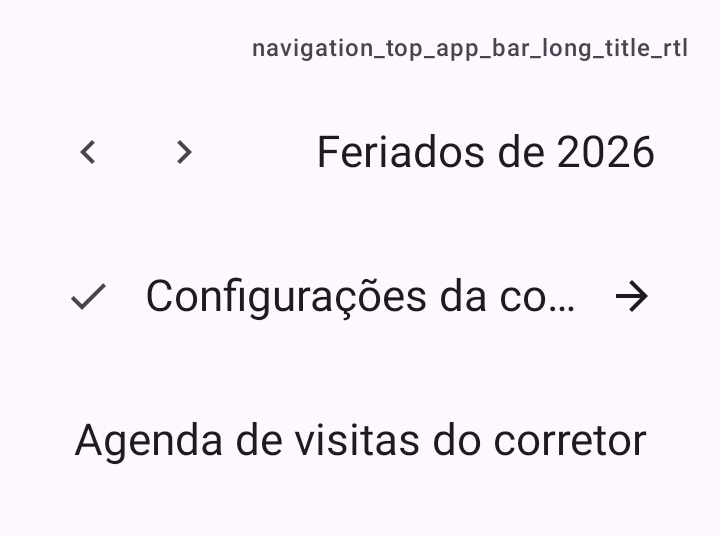 navigation_top_app_bar_long_title_rtl
Feriados de 2026
Configurações da co…
Agenda de visitas do corretor